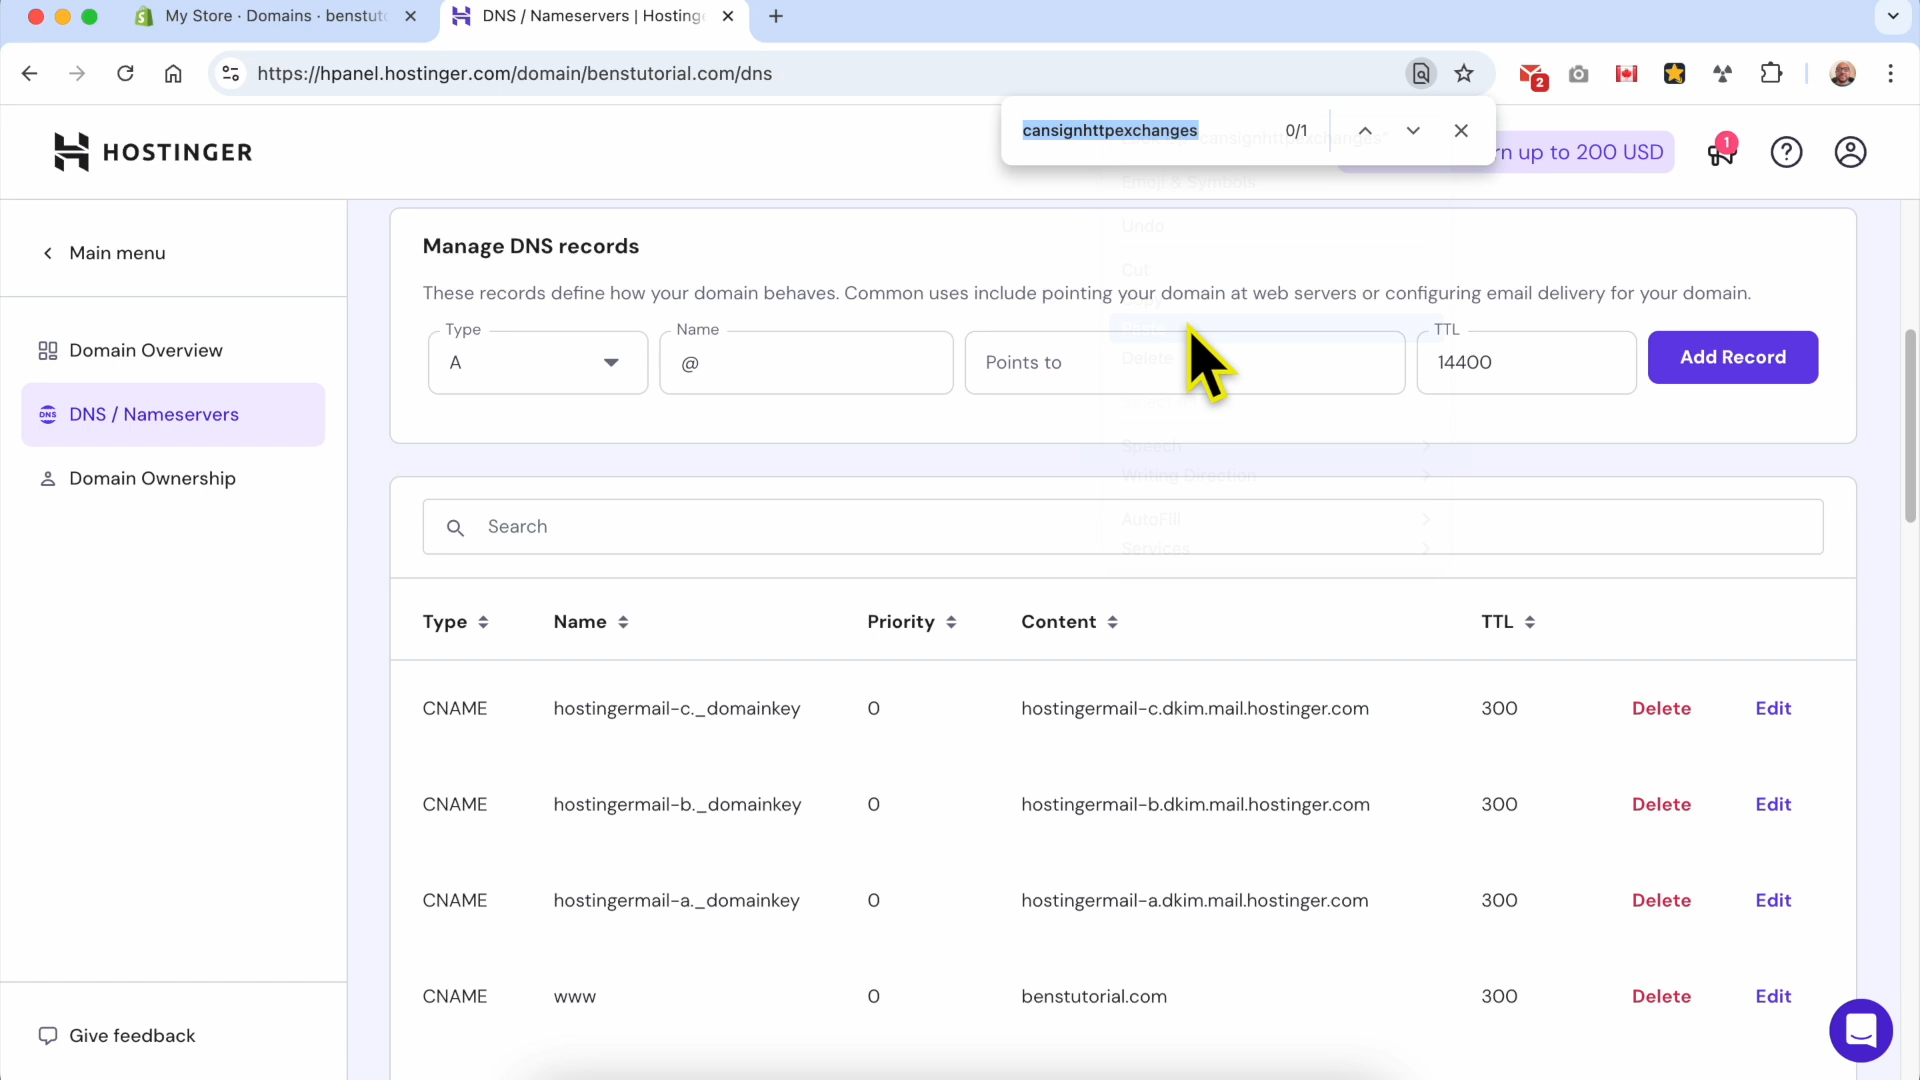 My Store · Domains · benstuto
DNS / Nameservers | Hostinge
https://hpanel.hostinger.com/domain/benstutorial.com/dns
2
cansignhttpexchanges 0/1
cansignhttpexchanges"
HOSTINGER
rn up to 200 USD
1
Emoji & Symbols
Undo
Cut
Main menu
Manage DNS records
These records define how your domain behaves. Common uses include pointing your domain at web servers or configuring email delivery for your domain.
Type
Name
TTL
A
@
Points to
Delete
14400
Add Record
Domain Overview
DNS
DNS / Nameservers
Domain Ownership
Speech
Writing Direction
AutoFill
Services
Search
Type Name Priority Content TTL
CNAME hostingermail-c._domainkey 0 hostingermail-c.dkim.mail.hostinger.com 300 Delete Edit
CNAME hostingermail-b._domainkey 0 hostingermail-b.dkim.mail.hostinger.com 300 Delete Edit
CNAME hostingermail-a._domainkey 0 hostingermail-a.dkim.mail.hostinger.com 300 Delete Edit
CNAME www 0 benstutorial.com 300 Delete Edit
Give feedback